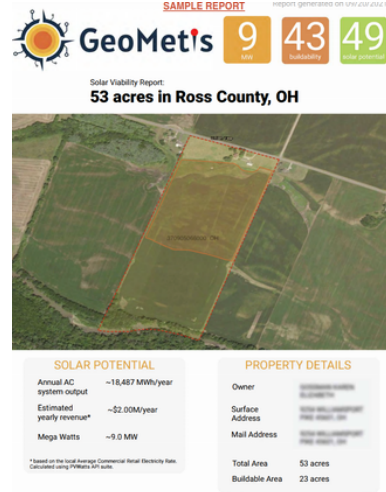 SAMPLE REPORT
Report generated on 09/20/202
GeoMetis
9
43
buildability
49
solar potential
Solar Viability Report:
53 acres in Ross County, OH
SOLAR POTENTIAL
Annual AC system output
~18,487 MWh/year
Estimated yearly revenue*
~$2.00M/year
Mega Watts
~9.0 MW
* based on the local Average Commercial Retail Electricity Rate.
Calculated using PVWatts API suite.
PROPERTY DETAILS
Owner
Surface Address
Mail Address
Total Area
53 acres
Buildable Area
23 acres